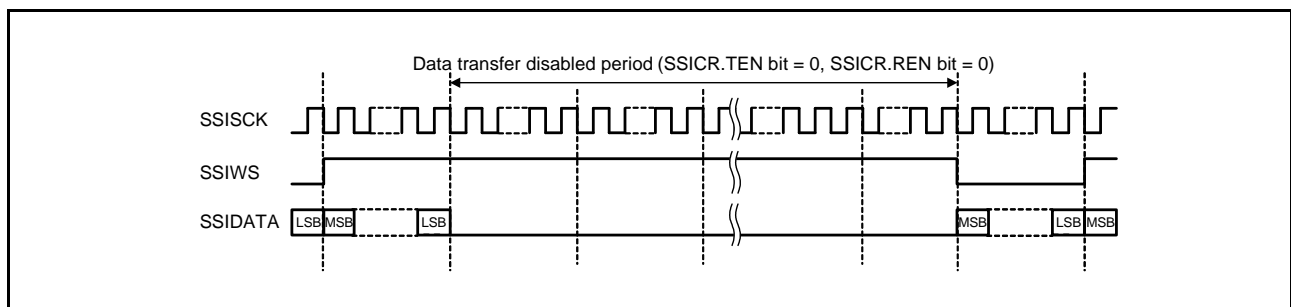 Data transfer disabled period (SSICR.TEN bit = 0, SSICR.REN bit = 0)
SSISCK
SSIWS
SSIDATA LSB MSB LSB MSB LSB MSB